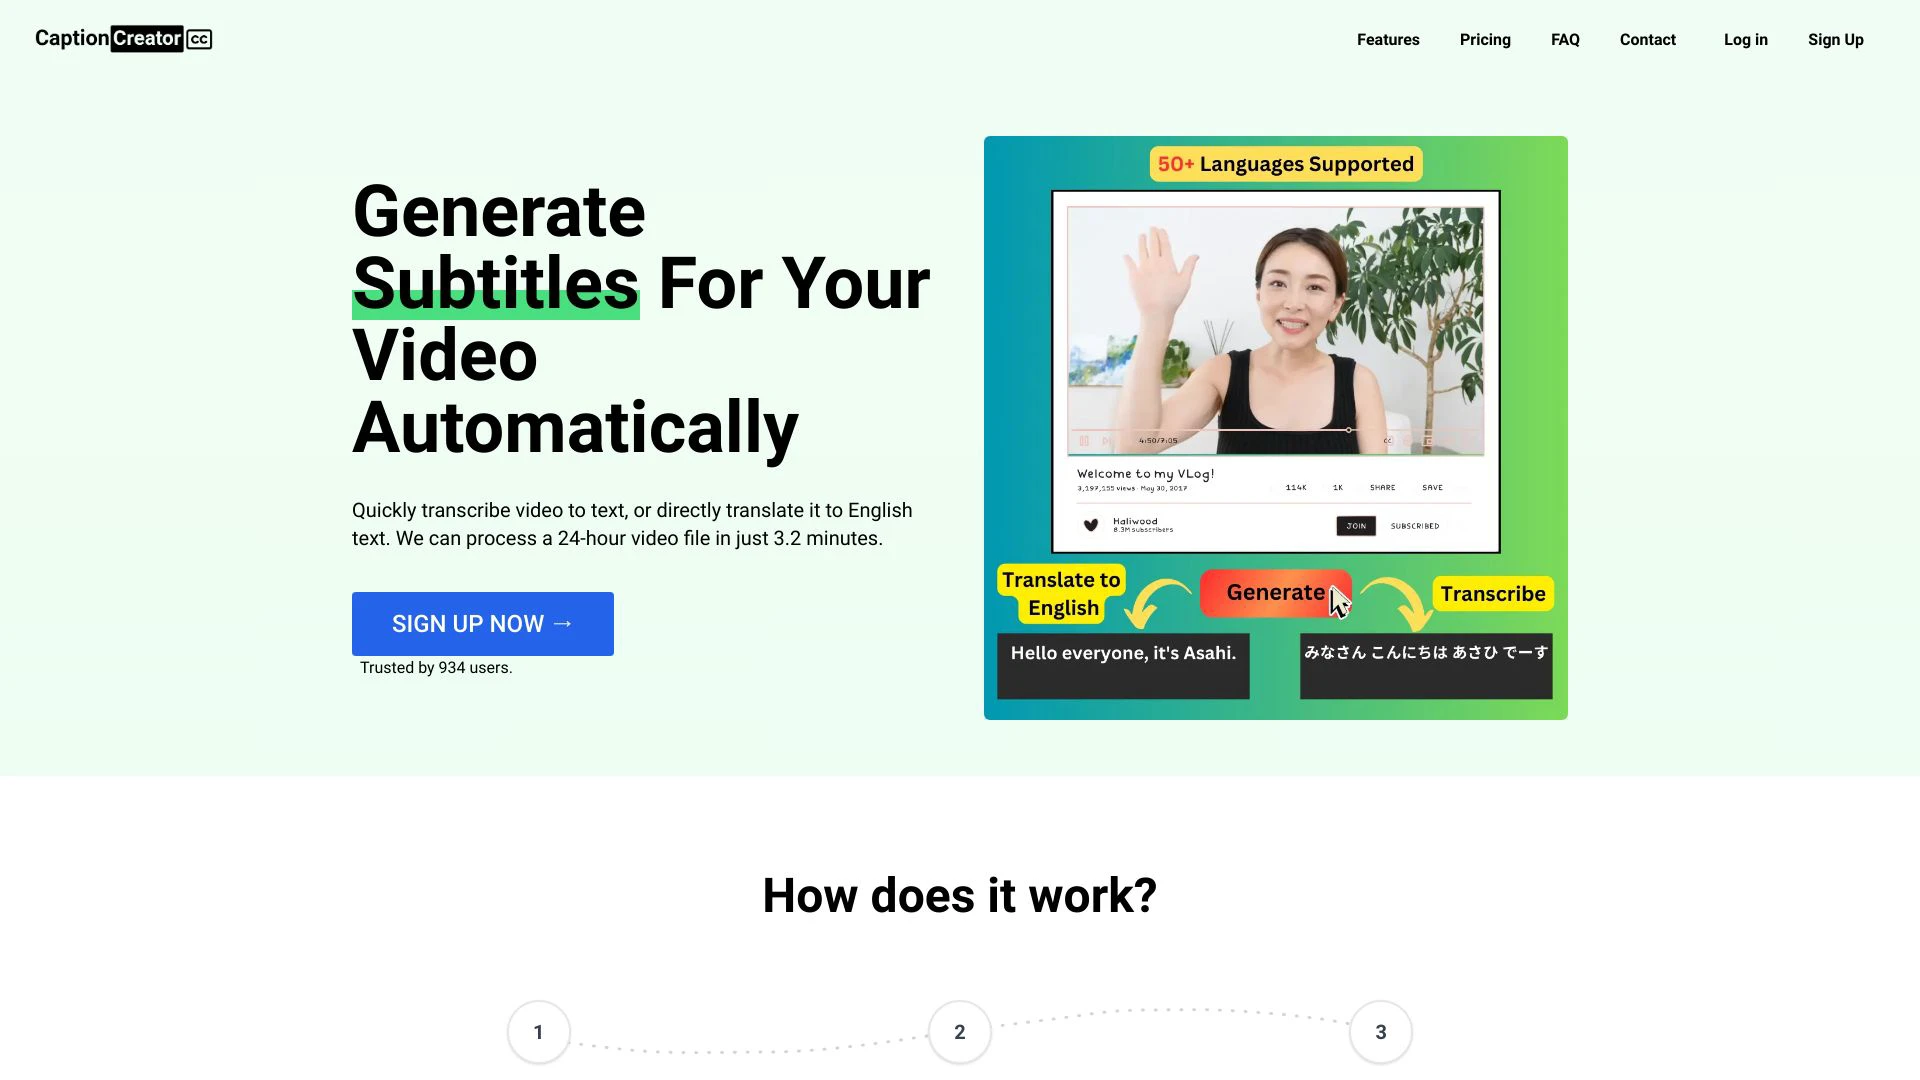 CaptionCreator CC
Features
Pricing
FAQ
Contact
Log in
Sign Up
Generate
Subtitles For Your
Video
Automatically
Quickly transcribe video to text, or directly translate it to English
text. We can process a 24-hour video file in just 3.2 minutes.
SIGN UP NOW →
Trusted by 934 users.
50+ Languages Supported
4:50/7:05
CC
Welcome to my VLog!
3,197,155 views · May 30, 2017
114K
1K
SHARE
SAVE
Haliwood
8.3M subscribers
JOIN
SUBSCRIBED
Translate to
English
Generate
Transcribe
Hello everyone, it's Asahi.
みなさん こんにちは あさひ でーす
How does it work?
1
2
3